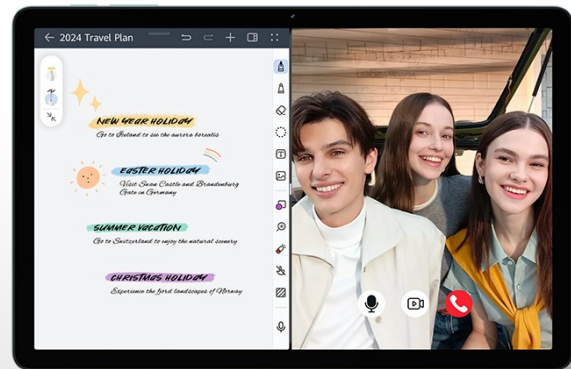 2024 Travel Plan
NEW YEAR HOLIDAY
Go to Iceland to see the aurora borealis
EASTER HOLIDAY
Visit Snow Castle and Brandenburg
Gate in Germany
SUMMER VACATION
Go to Switzerland to enjoy the natural scenery
CHRISTMAS HOLIDAY
Experience the fjord landscapes of Norway